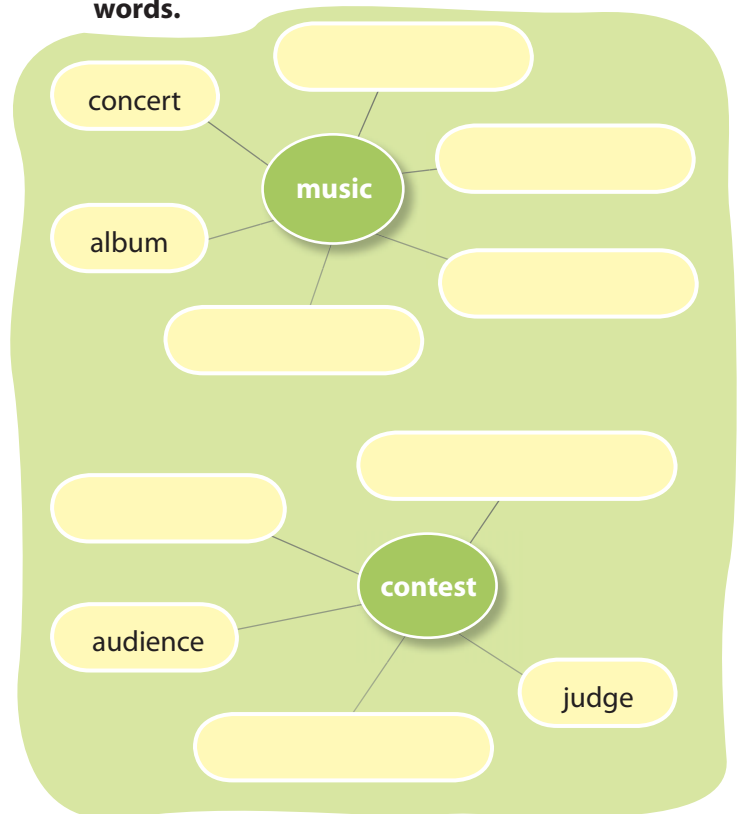 words.
concert
music
album
contest
audience
judge